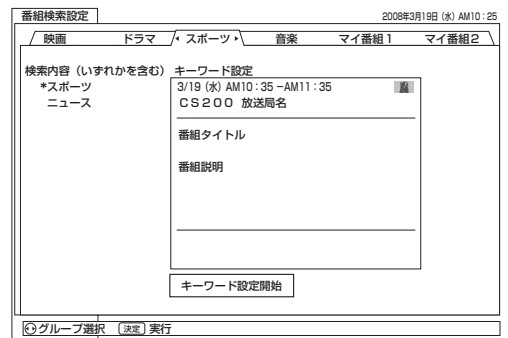 番組検索設定 2008年3月19日 (水) AM10:25
映画 ドラマ スポーツ 音楽 マイ番組1 マイ番組2
検索内容 (いずれかを含む) キーワード設定
*スポーツ 3/19 (水) AM10:35-AM11:35
ニュース CS200 放送局名
番組タイトル
番組説明
キーワード設定開始
グループ選択 決定 実行